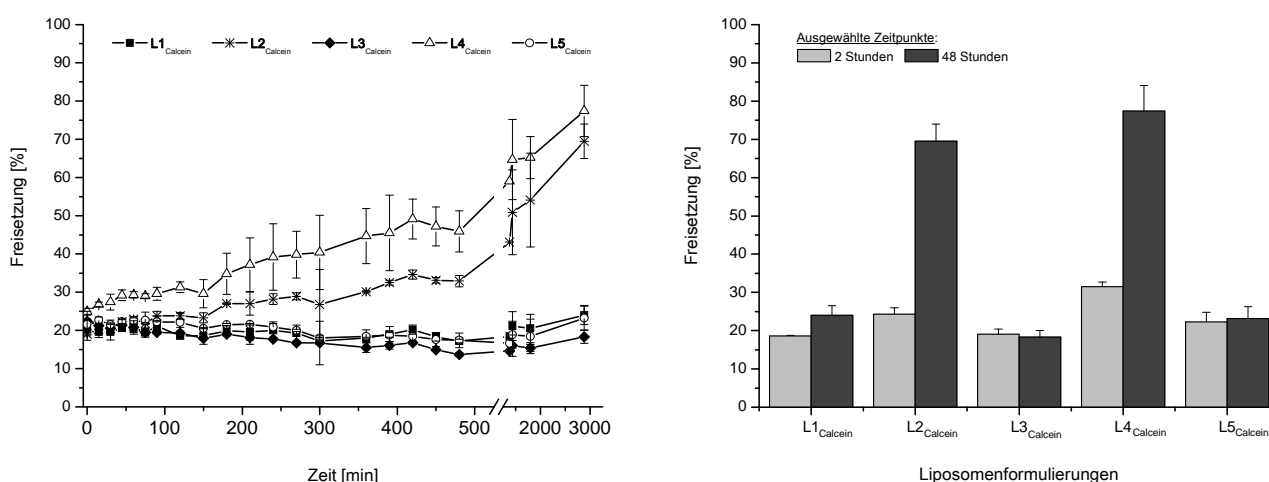 L1Calcein L2Calcein L3Calcein L4Calcein L5Calcein
Freisetzung [%]
100
90
80
70
60
50
40
30
20
10
0
0 100 200 300 400 500 2000 3000
Zeit [min]
Ausgewählte Zeitpunkte:
2 Stunden 48 Stunden
Freisetzung [%]
100
90
80
70
60
50
40
30
20
10
0
L1Calcein L2Calcein L3Calcein L4Calcein L5Calcein
Liposomenformulierungen